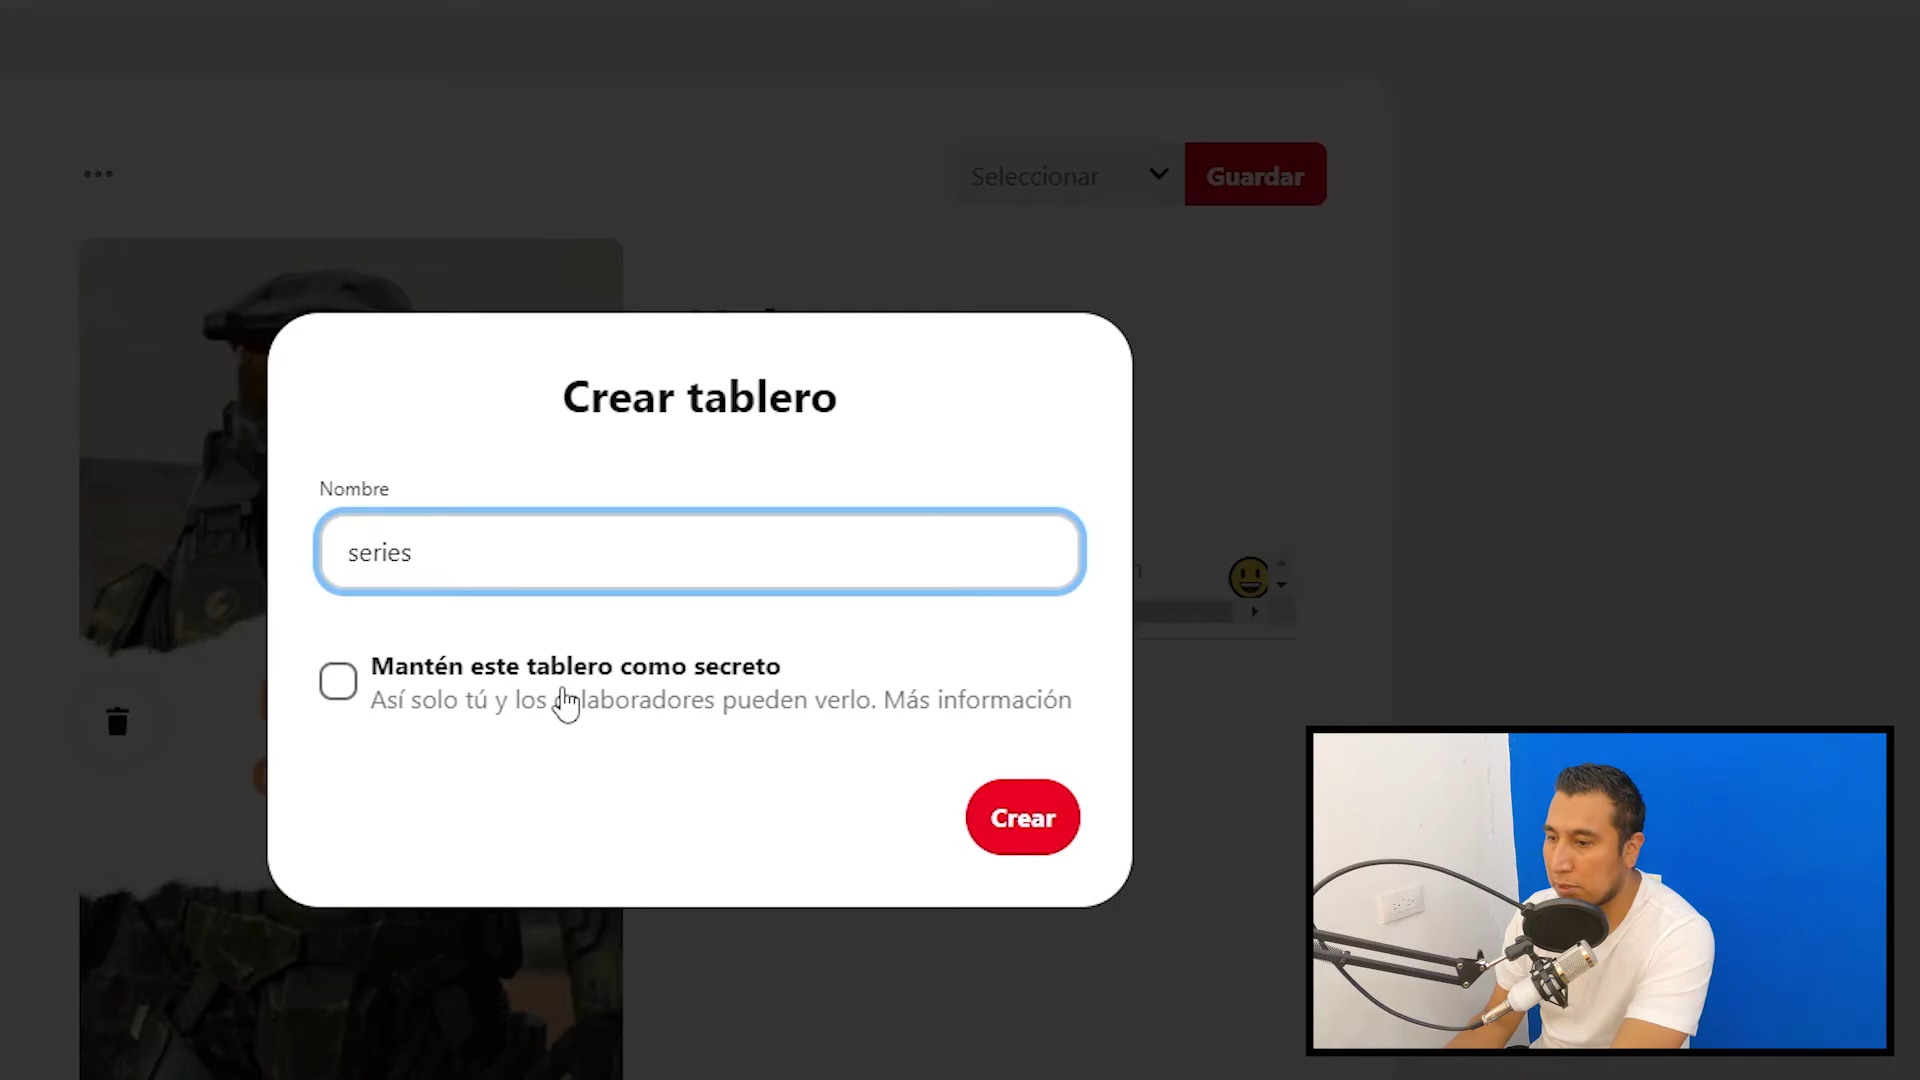 Seleccionar
Guardar
Crear tablero
Nombre
series
Mantén este tablero como secreto
Así solo tú y los colaboradores pueden verlo. Más información
Crear